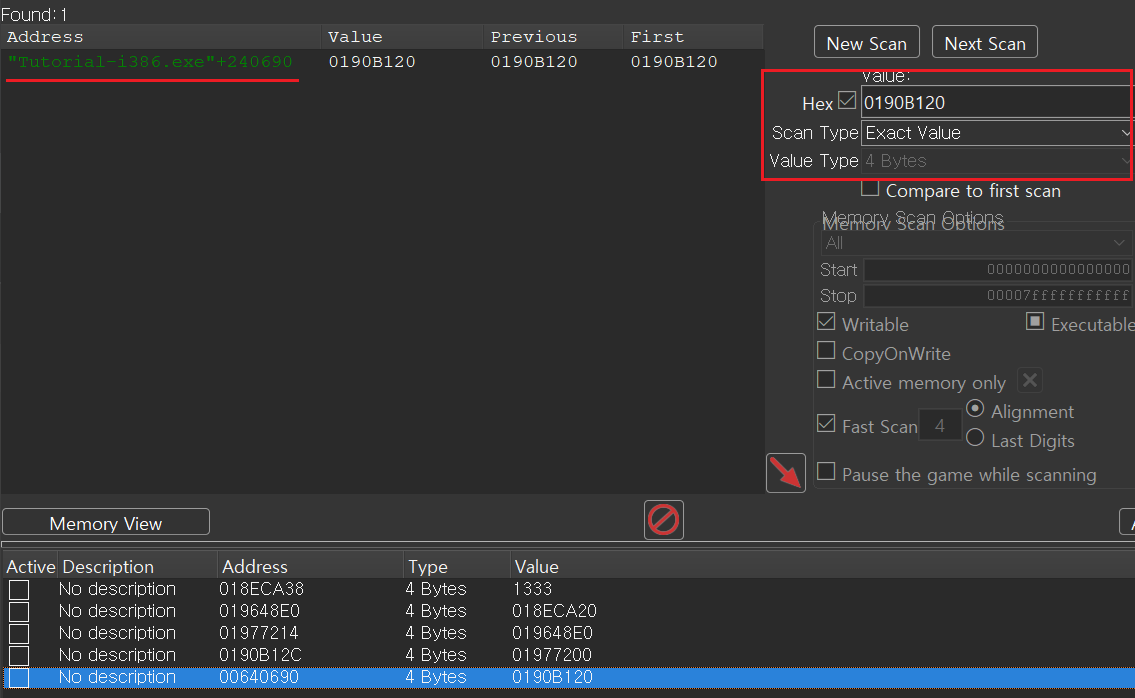 Found: 1
Address Value Previous First
"Tutorial-i386.exe"+240690 0190B120 0190B120 0190B120
New Scan Next Scan
Value:
Hex 0190B120
Scan Type Exact Value
Value Type 4 Bytes
Compare to first scan
Memory Scan Options
Memory Scan Options
All
Start 0000000000000000
Stop 00007fffffffffff
Writable Executable
CopyOnWrite
Active memory only
Fast Scan 4 Alignment
Last Digits
Pause the game while scanning
Memory View
A
Active Description Address Type Value
No description 018ECA38 4 Bytes 1333
No description 019648E0 4 Bytes 018ECA20
No description 01977214 4 Bytes 019648E0
No description 0190B12C 4 Bytes 01977200
No description 00640690 4 Bytes 0190B120